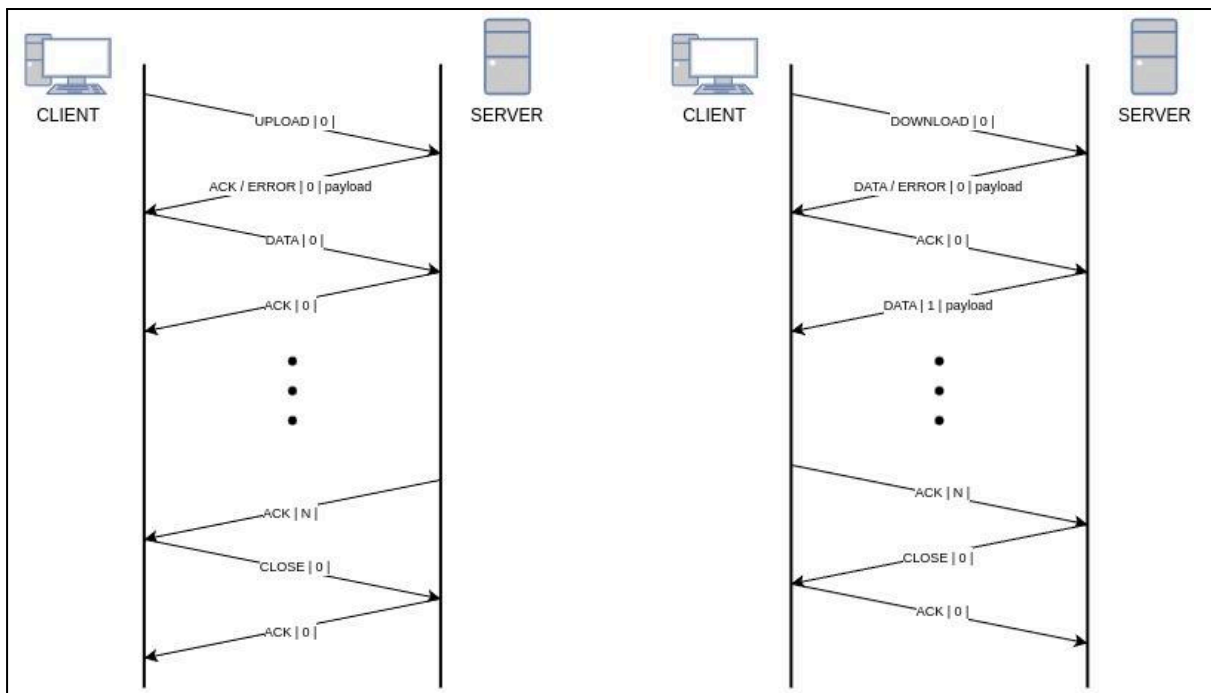 CLIENT
SERVER
UPLOAD | 0 |
ACK / ERROR | 0 | payload
DATA | 0 |
ACK | 0 |
ACK | N |
CLOSE | 0 |
ACK | 0 |
CLIENT
SERVER
DOWNLOAD | 0 |
DATA / ERROR | 0 | payload
ACK | 0 |
DATA | 1 | payload
ACK | N |
CLOSE | 0 |
ACK | 0 |